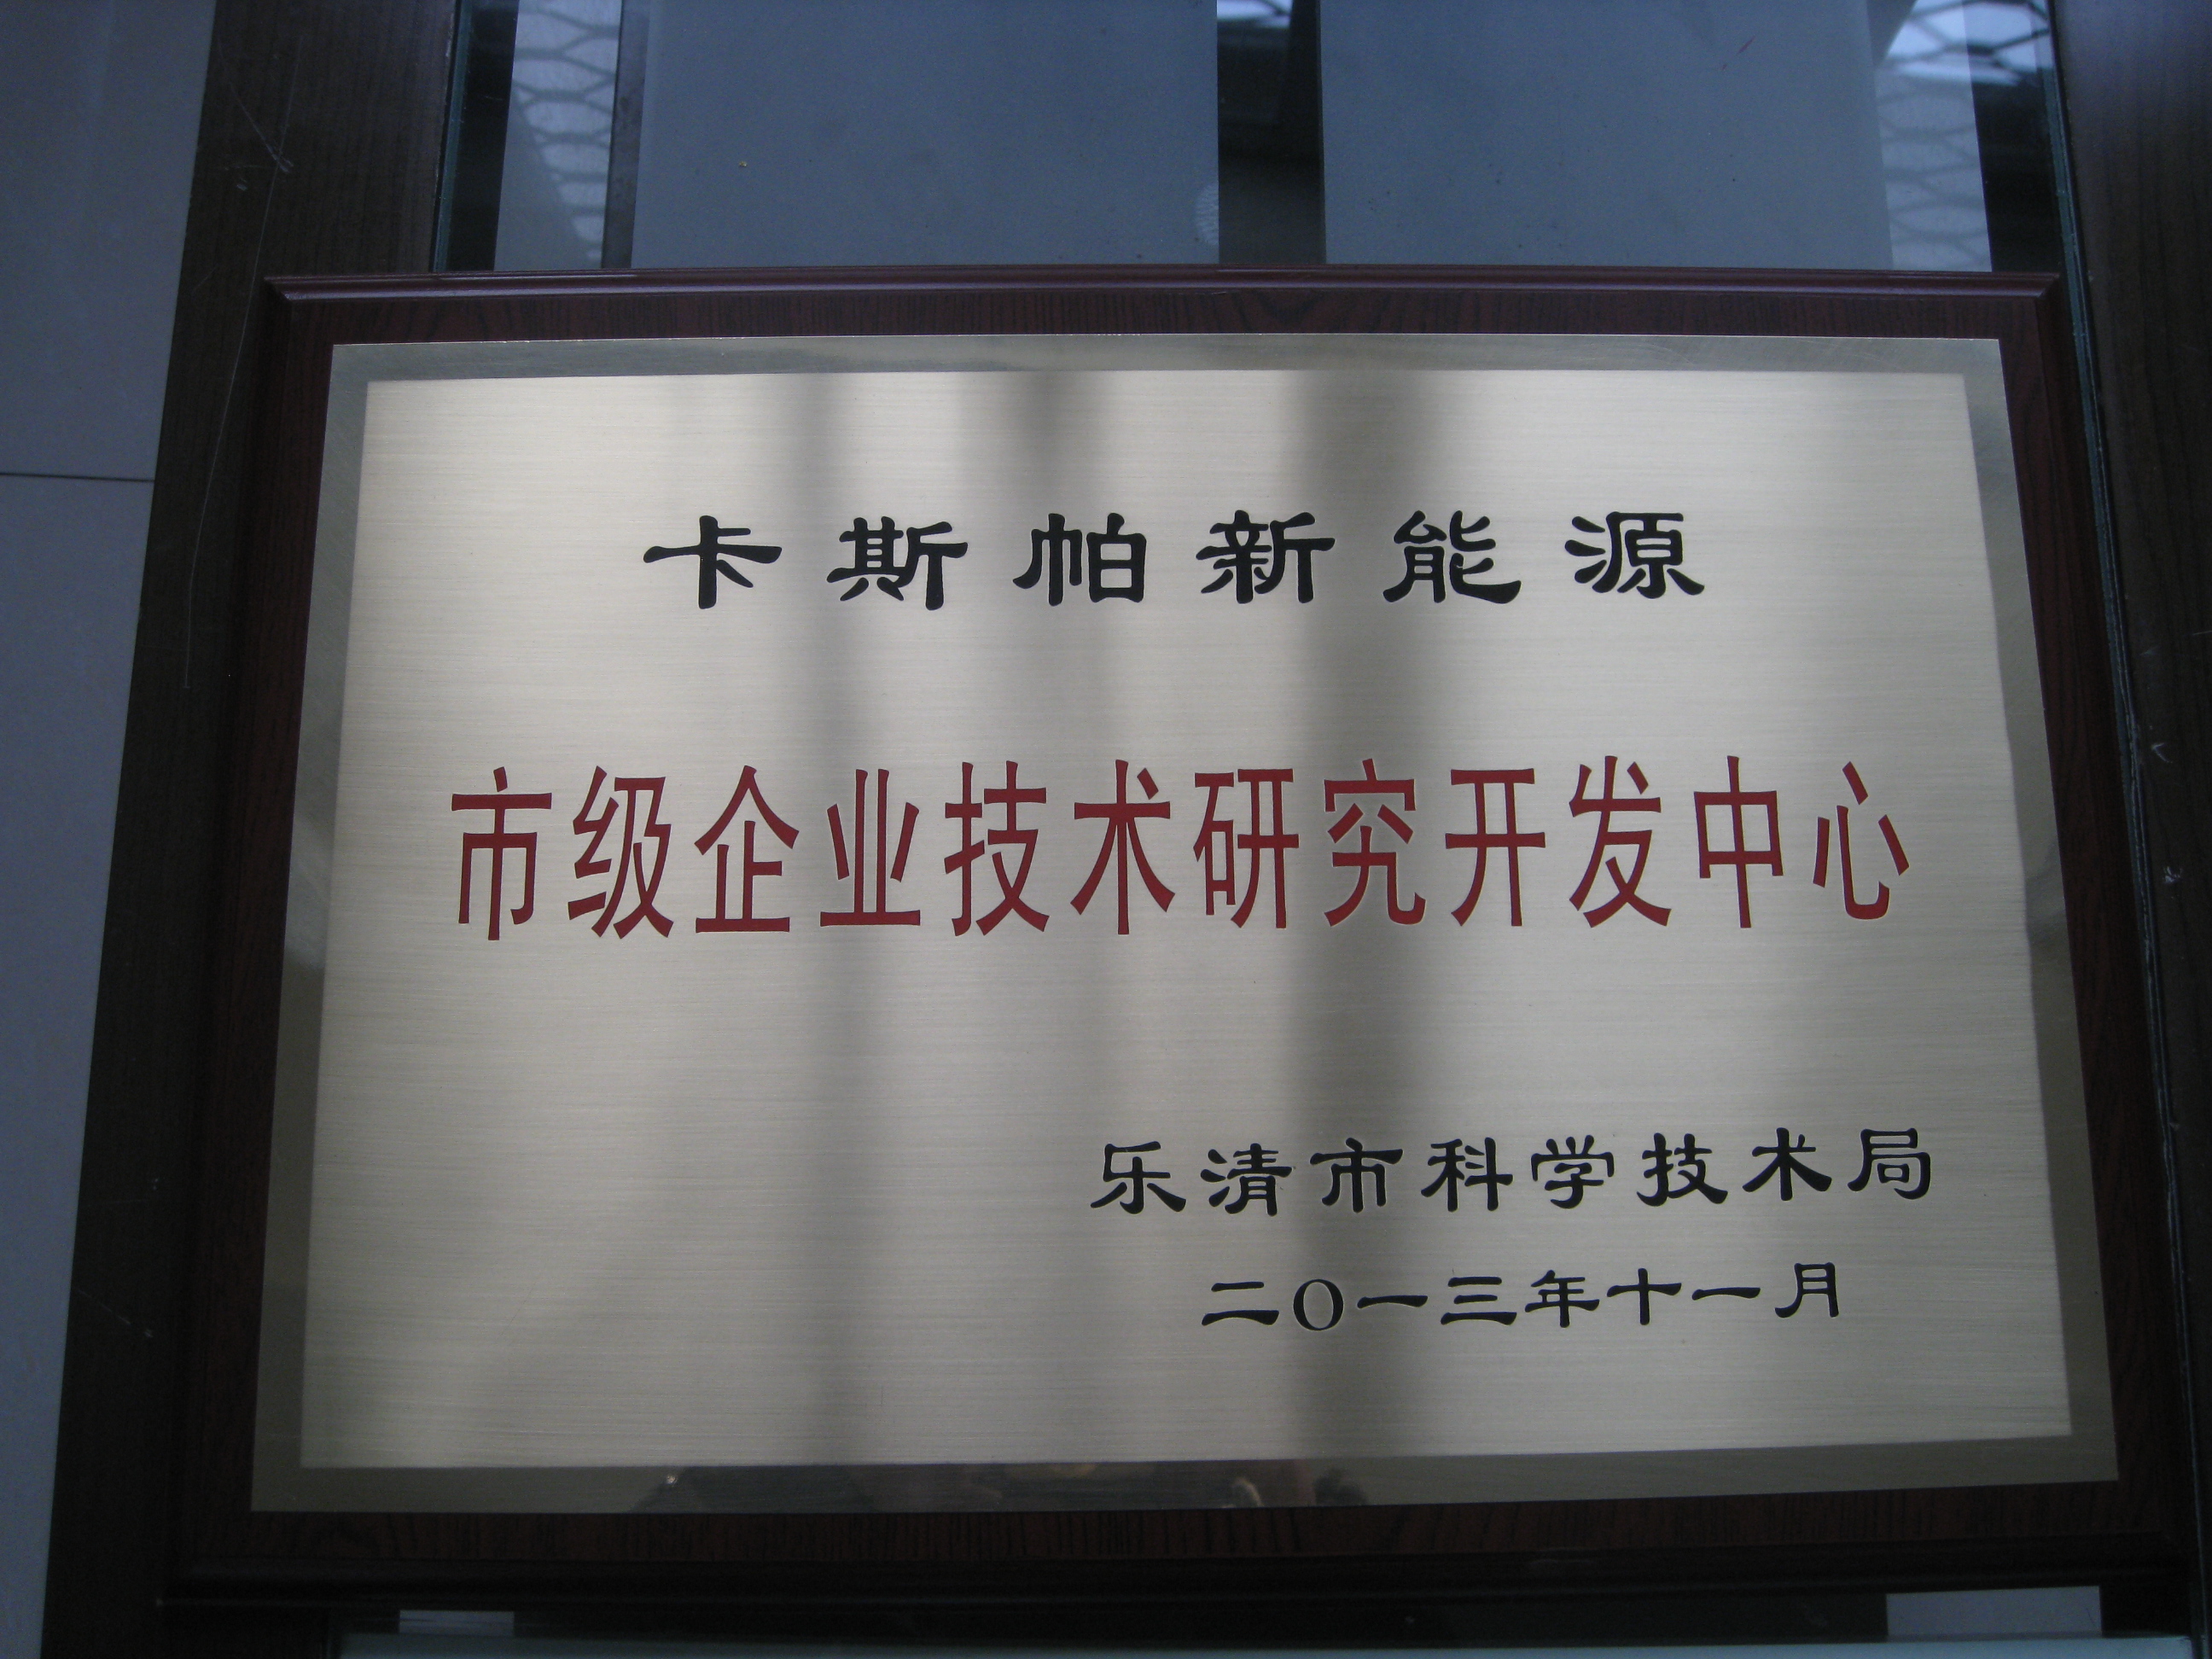 卡斯帕新能源
市级企业技术研究开发中心
乐清市科学技术局
二〇一三年十一月